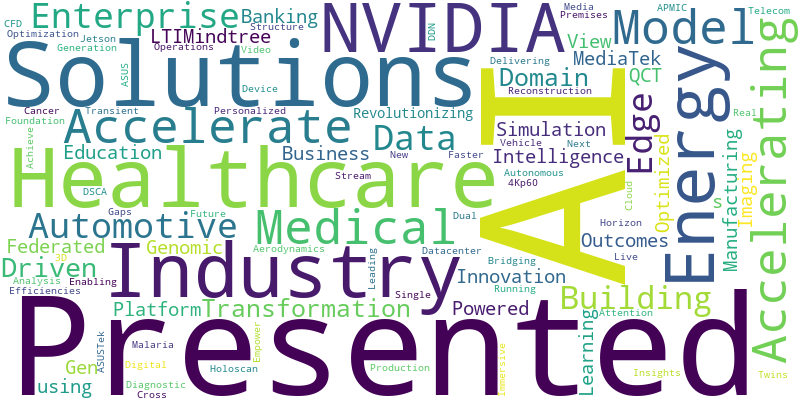 CFD
Enterprise
Banking
NVIDIA
DDN
Media
Premises
APMIC
Telecom
Optimization
Jetson
Structure
LTIMindtree
Generation
Operations
Video
View
Model
Solutions
ASUS
Device
Delivering
MediaTek
Domain
QCT
Reconstruction
Cancer
Transient
Personalized
Foundation
Revolutionizing
Accelerate
Data
AI
Simulation
Edge
Energy
Accelerating
Achieve
Education
Business
Vehicle
Next
Intelligence
Optimized
Manufacturing
Imaging
New
Faster
Healthcare
Stream
Autonomous
4Kp60
Cloud
Real
DSCA
s
Gaps
Future
Dual
Automotive
Medical
Horizon
Federated
Genomic
Aerodynamics
Leading
Datacenter
Outcomes
3D
Industry
Bridging
Live
Driven
Analysis
Enabling
Innovation
Running
Efficiencies
Single
Building
Presented
Platform
Transformation
Powered
Attention
Learning
ASUSTek
Malaria
Empower
Gen
Digital
Holoscan
Production
Immersive
Insights
Twins
using
Diagnostic
Cross